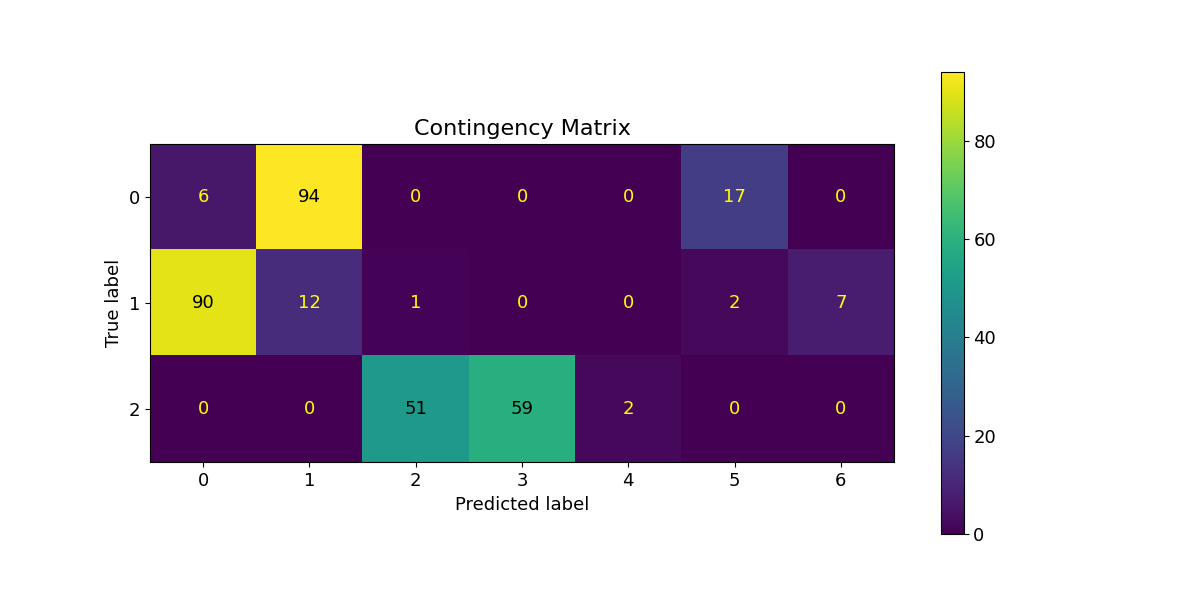 Contingency Matrix
True label
0 6 94 0 0 0 17 0
1 90 12 1 0 0 2 7
2 0 0 51 59 2 0 0
0 1 2 3 4 5 6
Predicted label
80
60
40
20
0